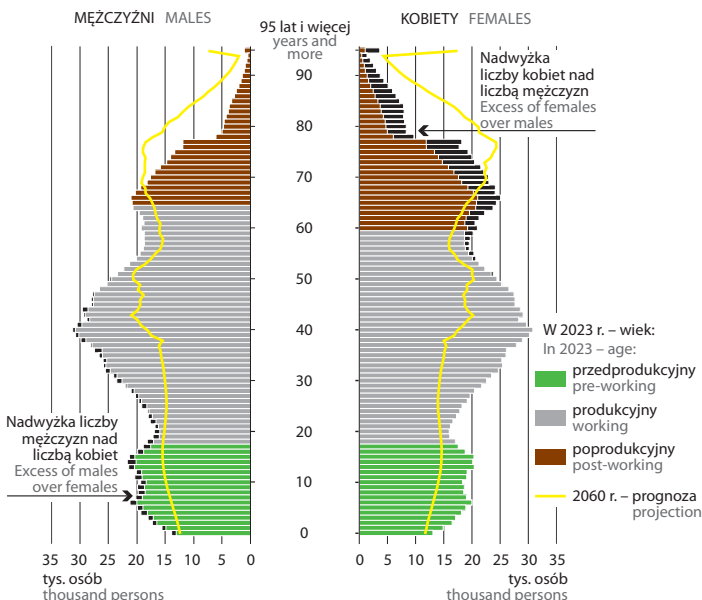 MĘŻCZYŹNI MALES
95 lat i więcej
years and
more
KOBIETY FEMALES
90
80
70
60
50
40
30
20
10
0
Nadwyżka
liczby kobiet nad
liczbą mężczyzn
Excess of females
over males
Nadwyżka liczby
mężczyzn nad
liczbą kobiet
Excess of males
over females
W 2023 r. – wiek:
In 2023 – age:
przedprodukcyjny
pre-working
produkcyjny
working
poprodukcyjny
post-working
2060 r. – prognoza
projection
35 30 25 20 15 10 5 0
tys. osób
thousand persons
0 5 10 15 20 25 30 35
tys. osób
thousand persons